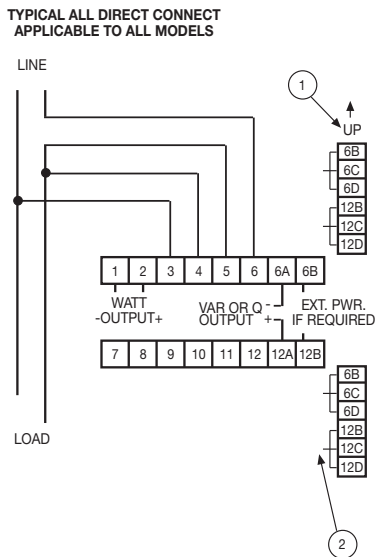 TYPICAL ALL DIRECT CONNECT
APPLICABLE TO ALL MODELS
LINE
1
UP
6B
6C
6D
12B
12C
12D
1 2 3 4 5 6 6A 6B
WATT
-OUTPUT+
VAR OR Q -
OUTPUT +
EXT. PWR.
IF REQUIRED
7 8 9 10 11 12 12A 12B
6B
6C
6D
12B
12C
12D
LOAD
2